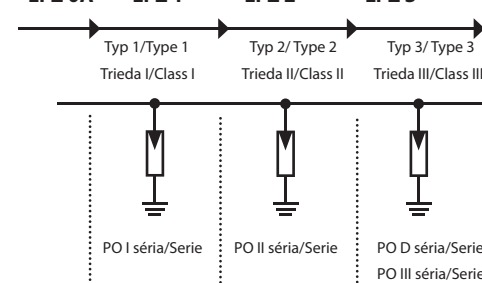 Typ 1/Type 1 Typ 2/ Type 2 Typ 3/ Type 3
Trieda I/Class I Trieda II/Class II Trieda III/Class III
PO I séria/Serie PO II séria/Serie PO D séria/Serie
PO III séria/Serie